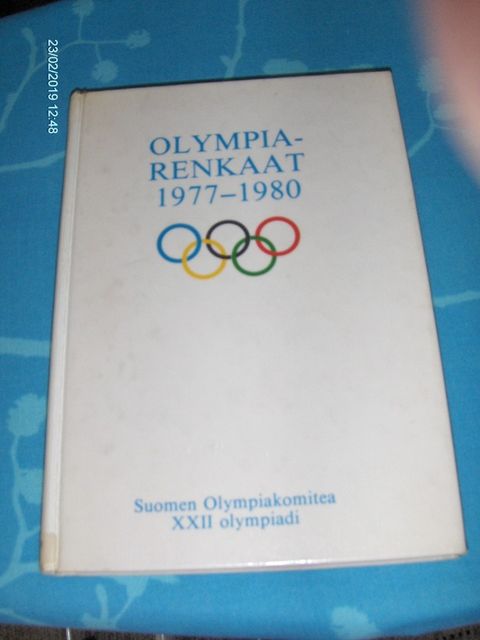 23/02/2019 12:48
OLYMPIA-
RENKAAT
1977–1980
Suomen Olympiakomitea
XXII olympiadi